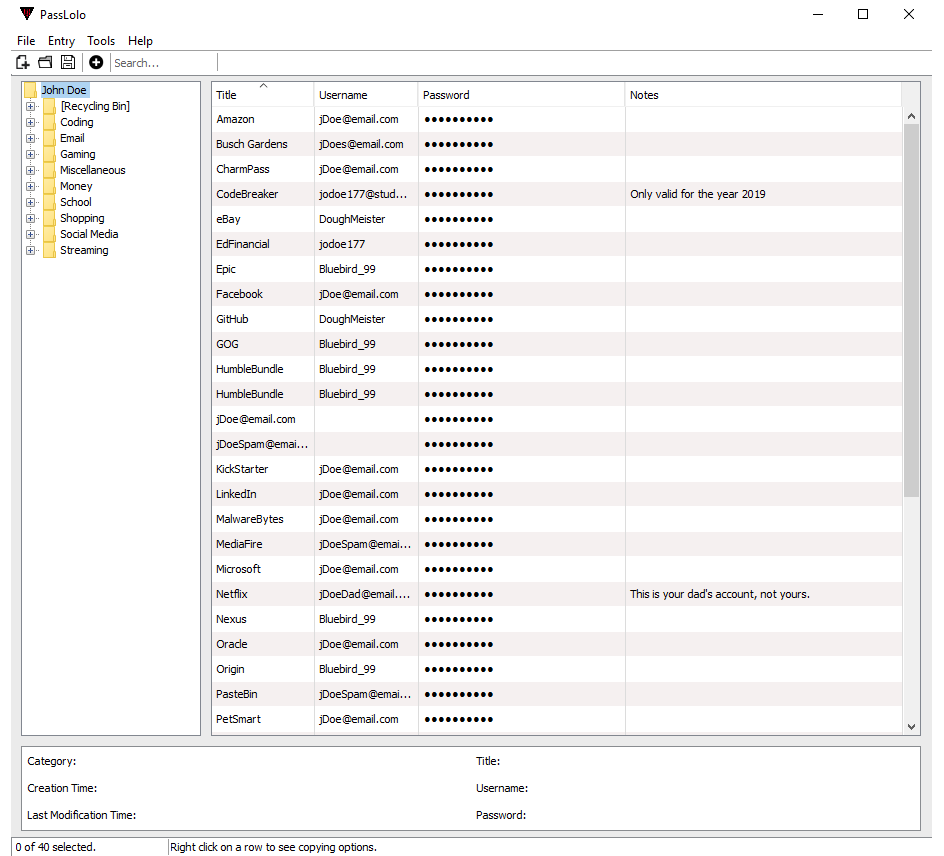 PassLolo
File Entry Tools Help
Search...
John Doe
[Recycling Bin]
Coding
Email
Gaming
Miscellaneous
Money
School
Shopping
Social Media
Streaming
Title Username Password Notes
Amazon jDoe@email.com ●●●●●●●●●●
Busch Gardens jDoes@email.com ●●●●●●●●●●
CharmPass jDoe@email.com ●●●●●●●●●●
CodeBreaker jodoe177@stud... ●●●●●●●●●● Only valid for the year 2019
eBay DoughMeister ●●●●●●●●●●
EdFinancial jodoe177 ●●●●●●●●●●
Epic Bluebird_99 ●●●●●●●●●●
Facebook jDoe@email.com ●●●●●●●●●●
GitHub DoughMeister ●●●●●●●●●●
GOG Bluebird_99 ●●●●●●●●●●
HumbleBundle Bluebird_99 ●●●●●●●●●●
HumbleBundle Bluebird_99 ●●●●●●●●●●
jDoe@email.com ●●●●●●●●●●
jDoeSpam@emai... ●●●●●●●●●●
KickStarter jDoe@email.com ●●●●●●●●●●
LinkedIn jDoe@email.com ●●●●●●●●●●
MalwareBytes jDoe@email.com ●●●●●●●●●●
MediaFire jDoeSpam@emai... ●●●●●●●●●●
Microsoft jDoe@email.com ●●●●●●●●●●
Netflix jDoeDad@email.... ●●●●●●●●●● This is your dad's account, not yours.
Nexus Bluebird_99 ●●●●●●●●●●
Oracle jDoe@email.com ●●●●●●●●●●
Origin Bluebird_99 ●●●●●●●●●●
PasteBin jDoeSpam@emai... ●●●●●●●●●●
PetSmart jDoe@email.com ●●●●●●●●●●
Category: Title:
Creation Time: Username:
Last Modification Time: Password:
0 of 40 selected. Right click on a row to see copying options.